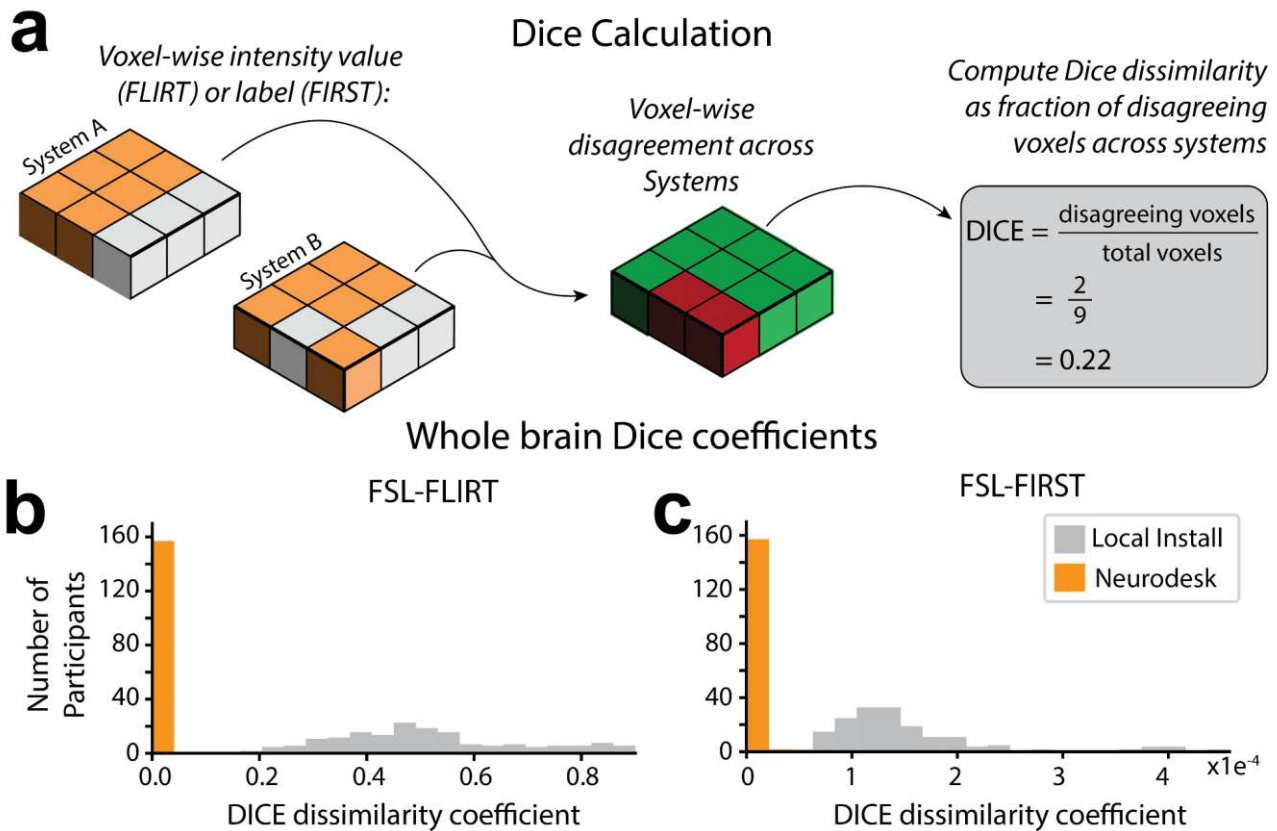 a
Dice Calculation
Voxel-wise intensity value
(FLIRT) or label (FIRST):
System A
System B
Voxel-wise
disagreement across
Systems
Compute Dice dissimilarity
as fraction of disagreeing
voxels across systems
DICE = disagreeing voxels
total voxels
= 2
9
= 0.22
Whole brain Dice coefficients
b
FSL-FLIRT
Number of
Participants
160
120
80
40
0
0.0 0.2 0.4 0.6 0.8
DICE dissimilarity coefficient
c
FSL-FIRST
Local Install
Neurodesk
160
120
80
40
0
0 1 2 3 4 x1e-4
DICE dissimilarity coefficient